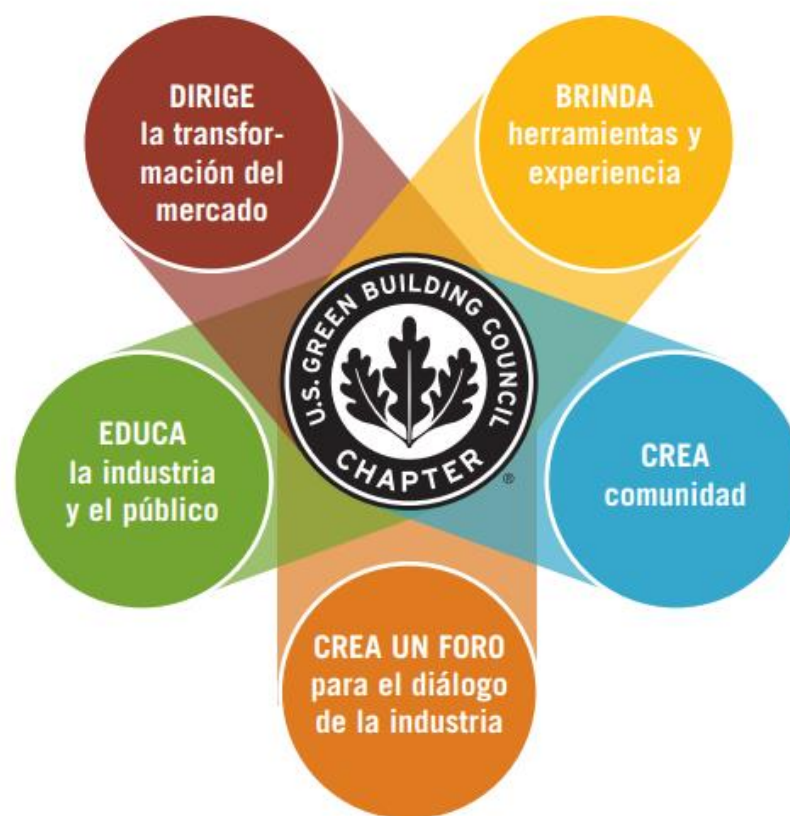 DIRIGE
la transfor-
mación del
mercado
BRINDA
herramientas y
experiencia
U.S. GREEN BUILDING COUNCIL
CHAPTER
®
EDUCA
la industria
y el público
CREA
comunidad
CREA UN FORO
para el diálogo
de la industria